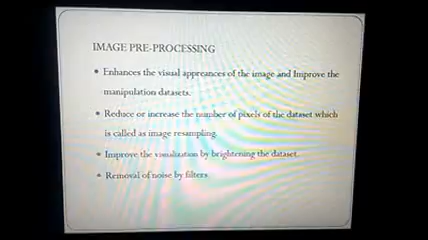 IMAGE PRE-PROCESSING
• Enhances the visual appreances of the image and Improve the
manipulation datasets.
• Reduce or increase the number of pixels of the dataset which
is called as image resampling.
• Improve the visualization by brightening the dataset.
• Removal of noise by filters